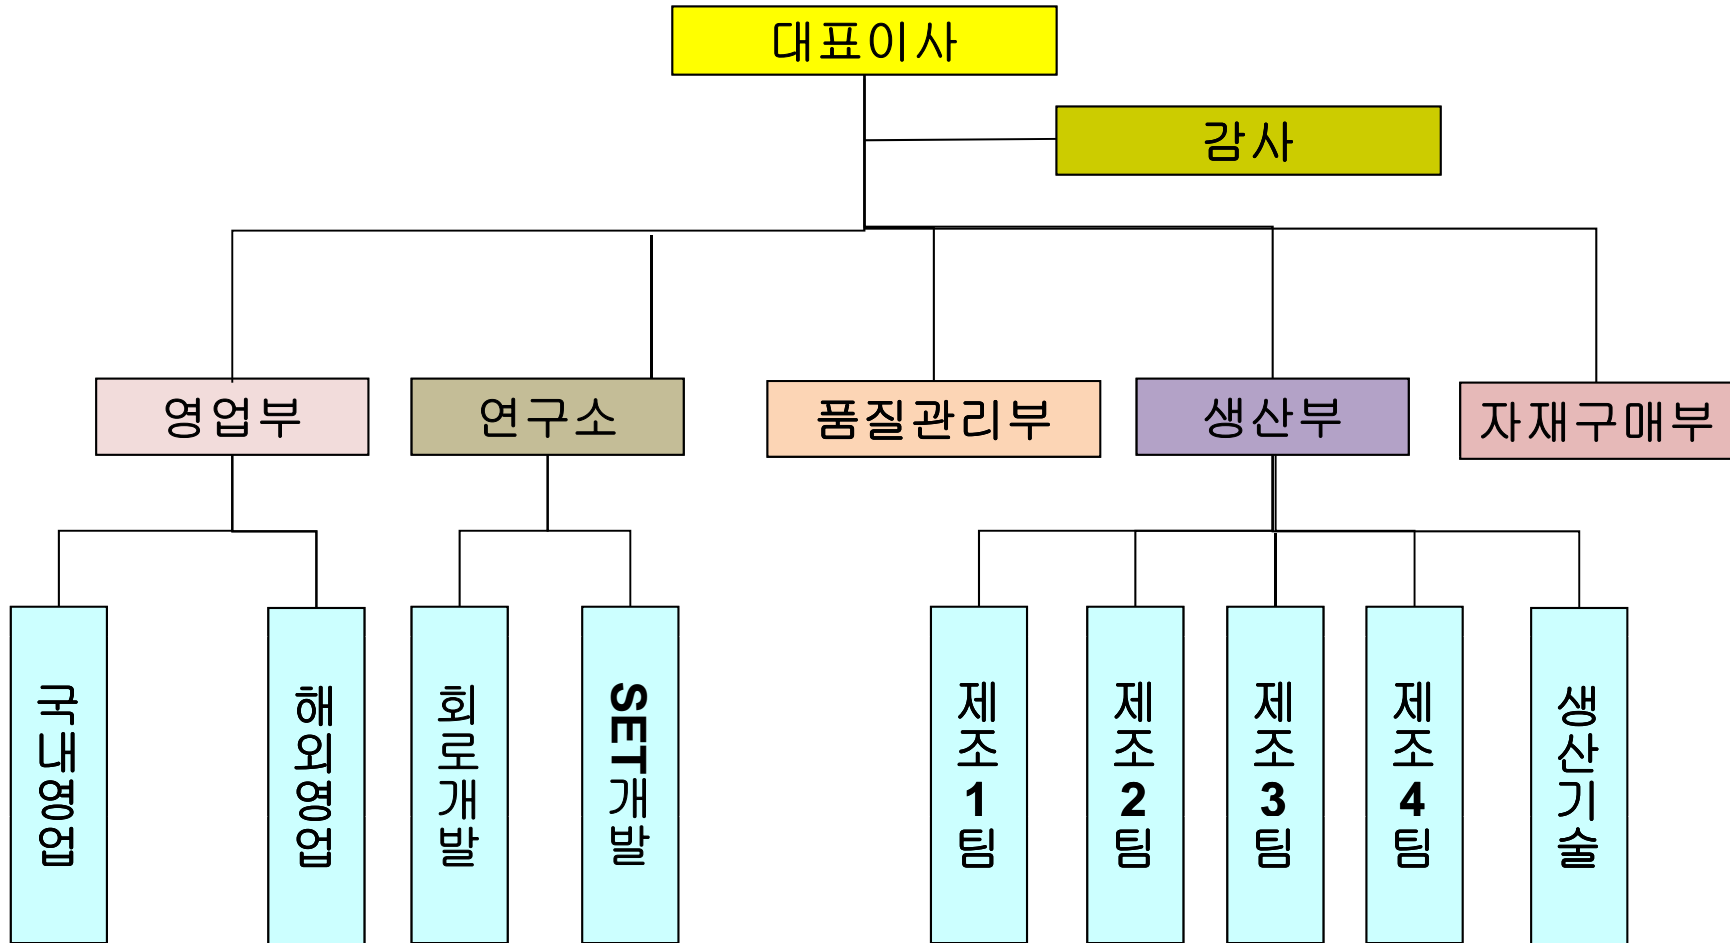 대표이사
감사
영업부
연구소
품질관리부
생산부
자재구매부
국내영업
해외영업
회로개발
SET개발
제조1팀
제조2팀
제조3팀
제조4팀
생산기술